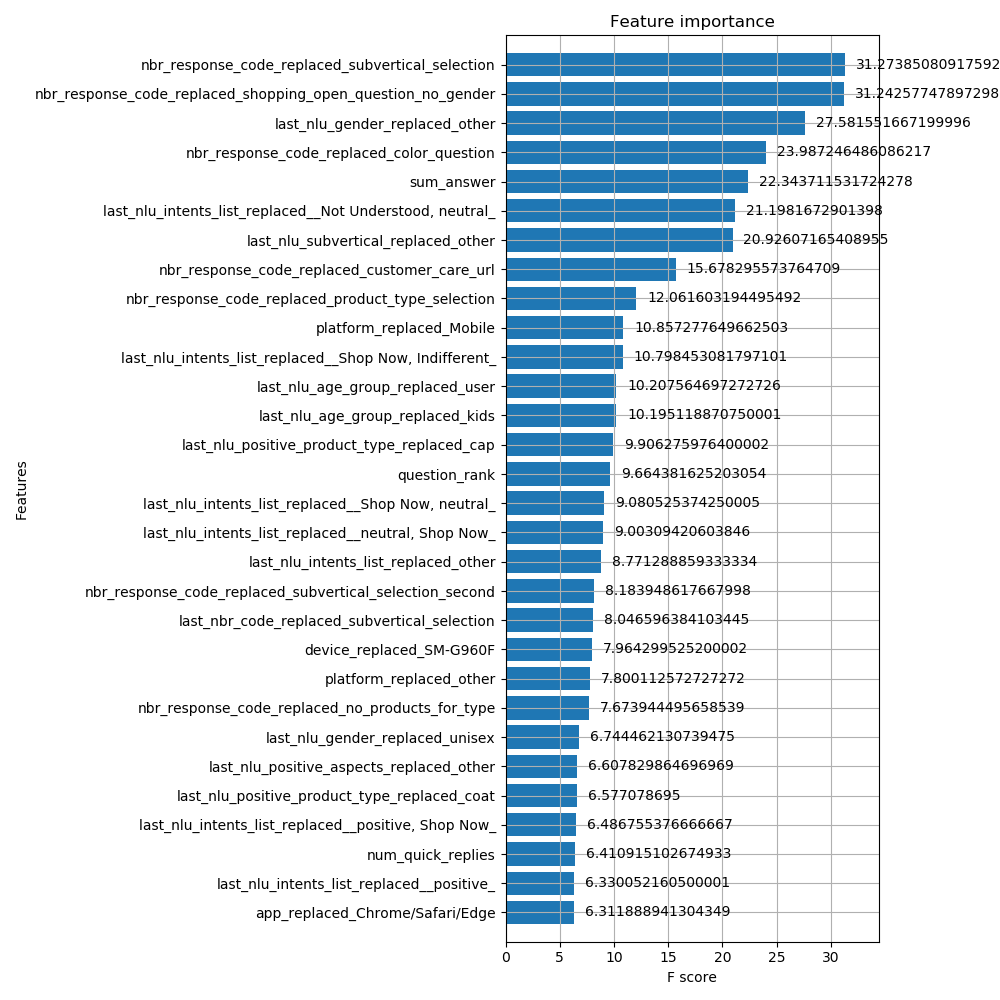 Feature importance
nbr_response_code_replaced_subvertical_selection 31.27385080917592
nbr_response_code_replaced_shopping_open_question_no_gender 31.24257747897298
last_nlu_gender_replaced_other 27.581551667199996
nbr_response_code_replaced_color_question 23.987246486086217
sum_answer 22.343711531724278
last_nlu_intents_list_replaced__Not Understood, neutral_ 21.1981672901398
last_nlu_subvertical_replaced_other 20.92607165408955
nbr_response_code_replaced_customer_care_url 15.678295573764709
nbr_response_code_replaced_product_type_selection 12.061603194495492
platform_replaced_Mobile 10.857277649662503
last_nlu_intents_list_replaced__Shop Now, Indifferent_ 10.798453081797101
last_nlu_age_group_replaced_user 10.207564697272726
last_nlu_age_group_replaced_kids 10.195118870750001
last_nlu_positive_product_type_replaced_cap 9.906275976400002
question_rank 9.664381625203054
last_nlu_intents_list_replaced__Shop Now, neutral_ 9.080525374250005
last_nlu_intents_list_replaced__neutral, Shop Now_ 9.00309420603846
last_nlu_intents_list_replaced_other 8.771288859333334
nbr_response_code_replaced_subvertical_selection_second 8.183948617667998
last_nbr_code_replaced_subvertical_selection 8.046596384103445
device_replaced_SM-G960F 7.964299525200002
platform_replaced_other 7.800112572727272
nbr_response_code_replaced_no_products_for_type 7.673944495658539
last_nlu_gender_replaced_unisex 6.744462130739475
last_nlu_positive_aspects_replaced_other 6.607829864696969
last_nlu_positive_product_type_replaced_coat 6.577078695
last_nlu_intents_list_replaced__positive, Shop Now_ 6.486755376666667
num_quick_replies 6.410915102674933
last_nlu_intents_list_replaced__positive_ 6.330052160500001
app_replaced_Chrome/Safari/Edge 6.311888941304349
Features
0 5 10 15 20 25 30
F score